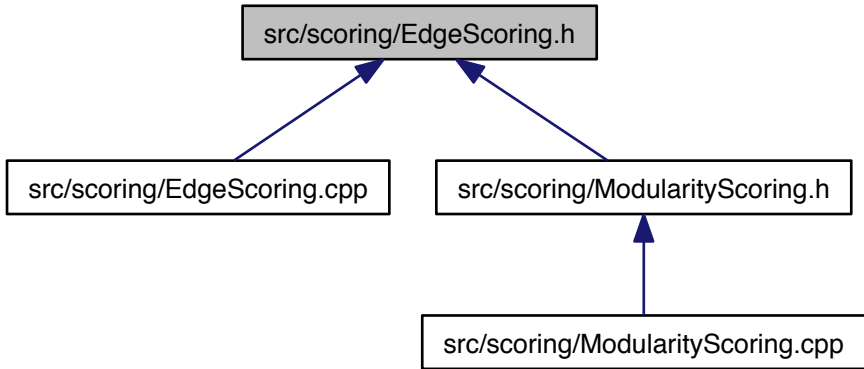 src/scoring/EdgeScoring.h
src/scoring/EdgeScoring.cpp
src/scoring/ModularityScoring.h
src/scoring/ModularityScoring.cpp